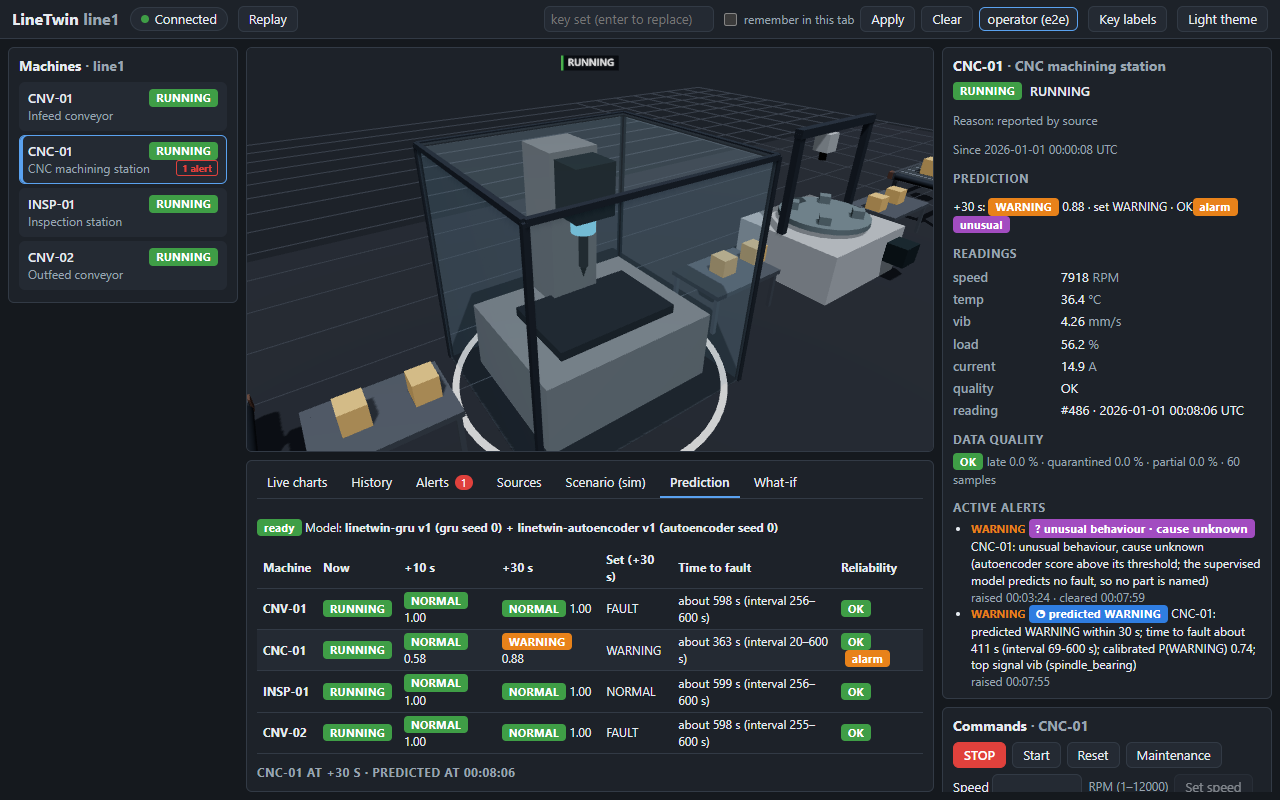 LineTwin line1 Connected Replay key set (enter to replace) remember in this tab Apply Clear operator (e2e) Key labels Light theme
Machines · line1
CNV-01 RUNNING
Infeed conveyor
CNC-01 RUNNING
CNC machining station 1 alert
INSP-01 RUNNING
Inspection station
CNV-02 RUNNING
Outfeed conveyor
RUNNING
Live charts History Alerts 1 Sources Scenario (sim) Prediction What-if
ready Model: linetwin-gru v1 (gru seed 0) + linetwin-autoencoder v1 (autoencoder seed 0)
Machine Now +10 s +30 s Set (+30 s) Time to fault Reliability
CNV-01 RUNNING NORMAL 1.00 NORMAL 1.00 FAULT about 598 s (interval 256–600 s) OK
CNC-01 RUNNING NORMAL 0.58 WARNING 0.88 WARNING about 363 s (interval 20–600 s) OK alarm
INSP-01 RUNNING NORMAL 1.00 NORMAL 1.00 NORMAL about 599 s (interval 256–600 s) OK
CNV-02 RUNNING NORMAL 1.00 NORMAL 1.00 FAULT about 598 s (interval 255–600 s) OK
CNC-01 AT +30 S · PREDICTED AT 00:08:06
CNC-01 · CNC machining station
RUNNING RUNNING
Reason: reported by source
Since 2026-01-01 00:00:08 UTC
PREDICTION
+30 s: WARNING 0.88 · set WARNING · OK alarm
unusual
READINGS
speed 7918 RPM
temp 36.4 °C
vib 4.26 mm/s
load 56.2 %
current 14.9 A
quality OK
reading #486 · 2026-01-01 00:08:06 UTC
DATA QUALITY
OK late 0.0 % · quarantined 0.0 % · partial 0.0 % · 60
samples
ACTIVE ALERTS
WARNING ? unusual behaviour · cause unknown
CNC-01: unusual behaviour, cause unknown
(autoencoder score above its threshold; the supervised
model predicts no fault, so no part is named)
raised 00:03:24 · cleared 00:07:59
WARNING predicted WARNING CNC-01:
predicted WARNING within 30 s; time to fault about
411 s (interval 69-600 s); calibrated P(WARNING) 0.74;
top signal vib (spindle_bearing)
raised 00:07:55
Commands · CNC-01
STOP Start Reset Maintenance
Speed RPM (1–12000) Set speed